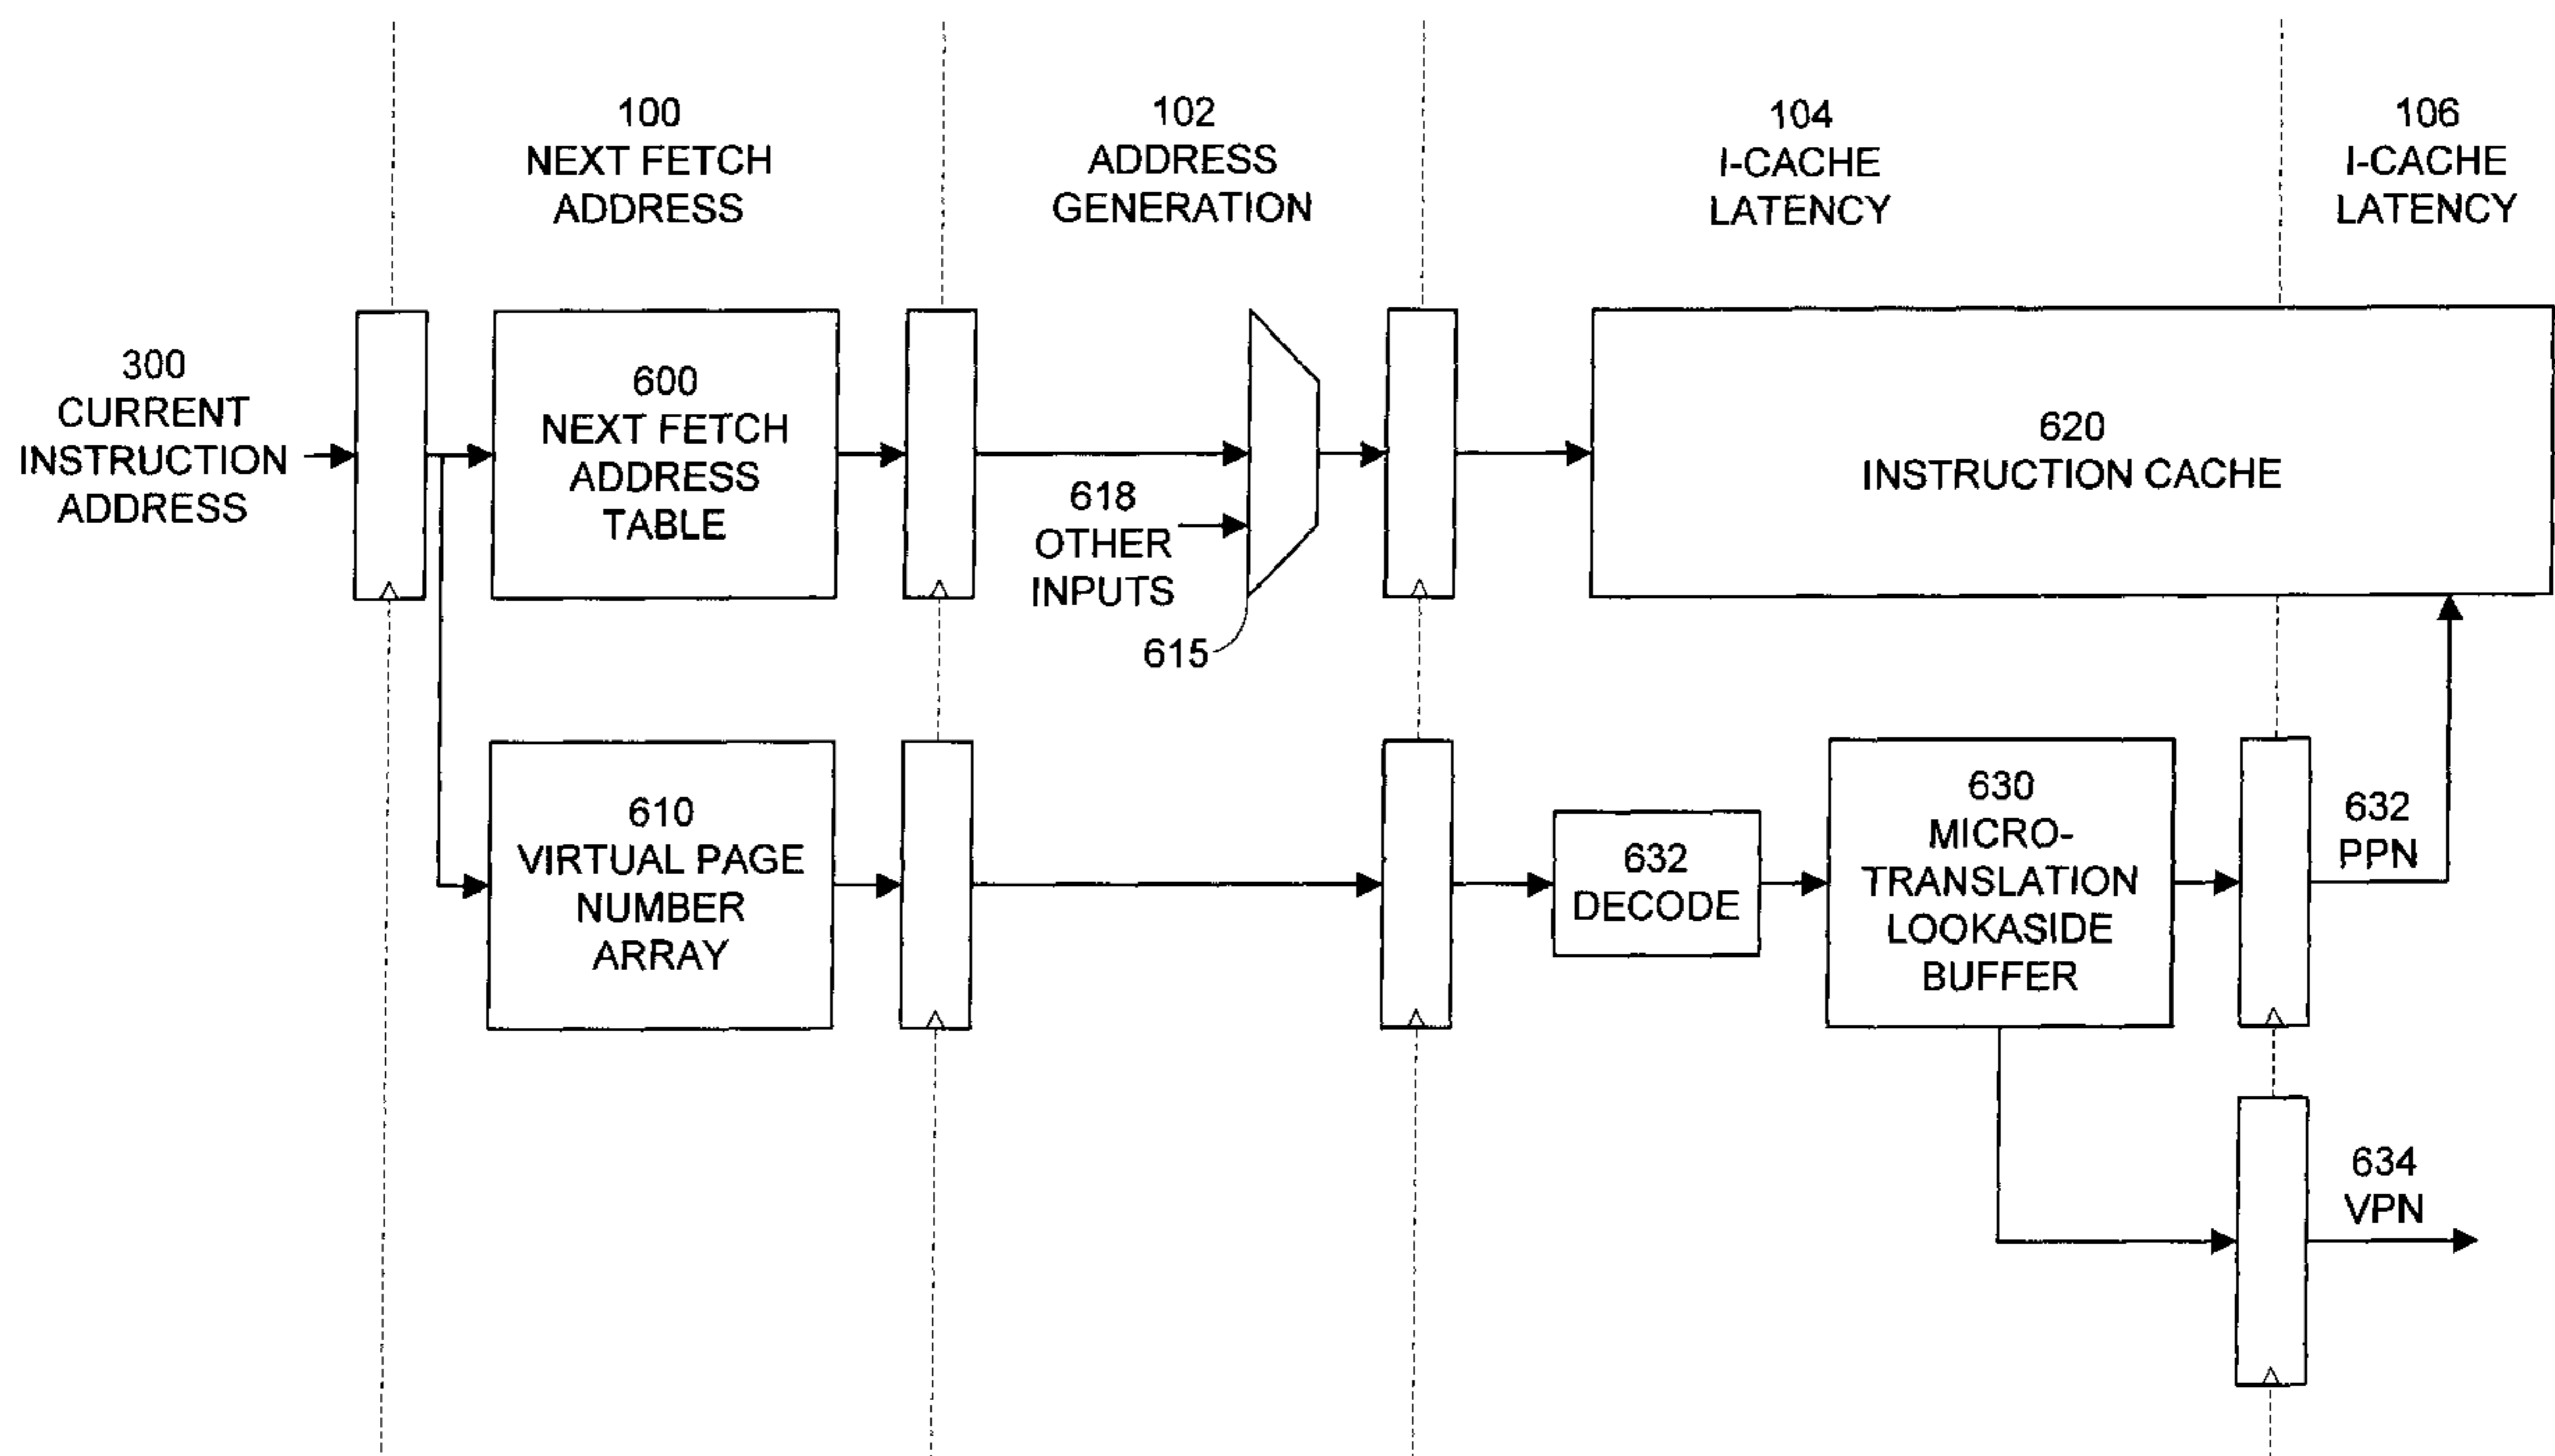 100
NEXT FETCH
ADDRESS
102
ADDRESS
GENERATION
104
I-CACHE
LATENCY
106
I-CACHE
LATENCY
300
CURRENT
INSTRUCTION
ADDRESS
600
NEXT FETCH
ADDRESS
TABLE
618
OTHER
INPUTS
615
620
INSTRUCTION CACHE
610
VIRTUAL PAGE
NUMBER
ARRAY
632
DECODE
630
MICRO-
TRANSLATION
LOOKASIDE
BUFFER
632
PPN
634
VPN